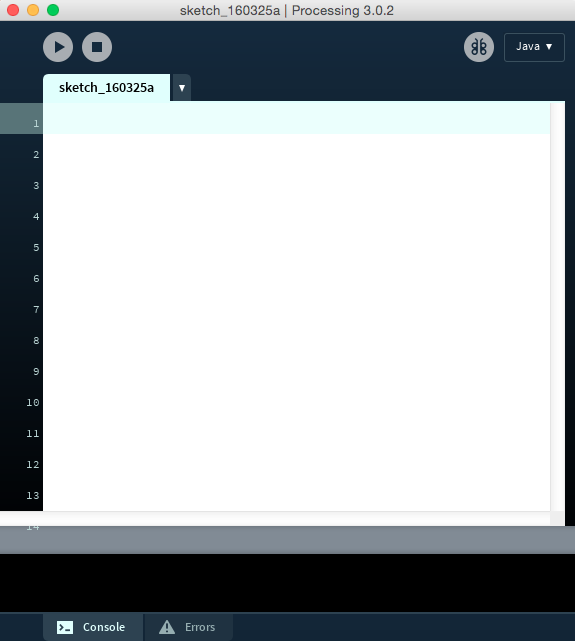 sketch_160325a | Processing 3.0.2
Java ▼
sketch_160325a ▼
1
2
3
4
5
6
7
8
9
10
11
12
13
14
Console
Errors